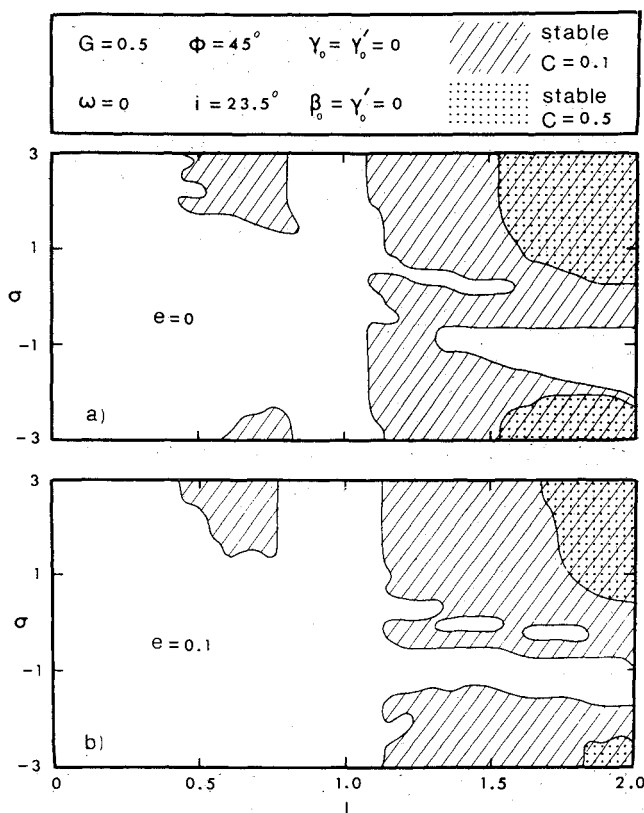 G = 0.5 Φ = 45° γ₀ = γ₀′ = 0 stable C = 0.1
ω = 0 i = 23.5° β₀ = γ₀′ = 0 stable C = 0.5
3
1
σ
e = 0
-1
a)
-3
3
1
σ
e = 0.1
-1
b)
-3
0 0.5 1.0 1.5 2.0
I